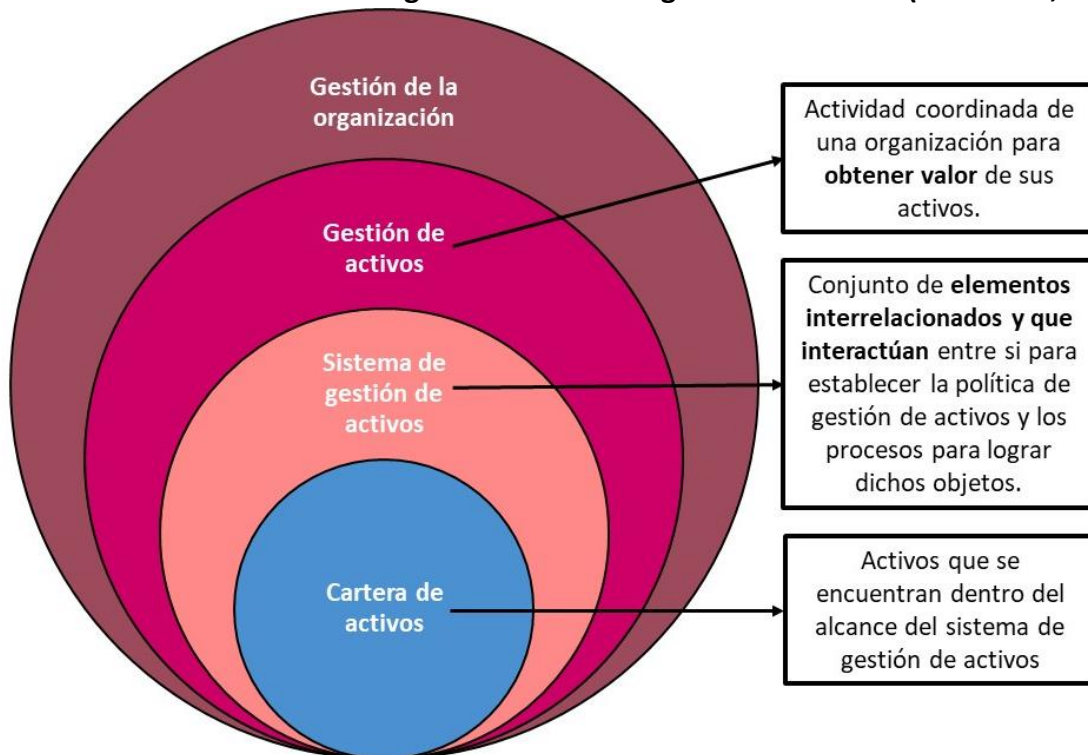 Gestión de la
organización
Gestión de
activos
Sistema de
gestión de
activos
Cartera de
activos
Actividad coordinada de
una organización para
obtener valor de sus
activos.
Conjunto de elementos
interrelacionados y que
interactúan entre si para
establecer la política de
gestión de activos y los
procesos para lograr
dichos objetos.
Activos que se
encuentran dentro del
alcance del sistema de
gestión de activos